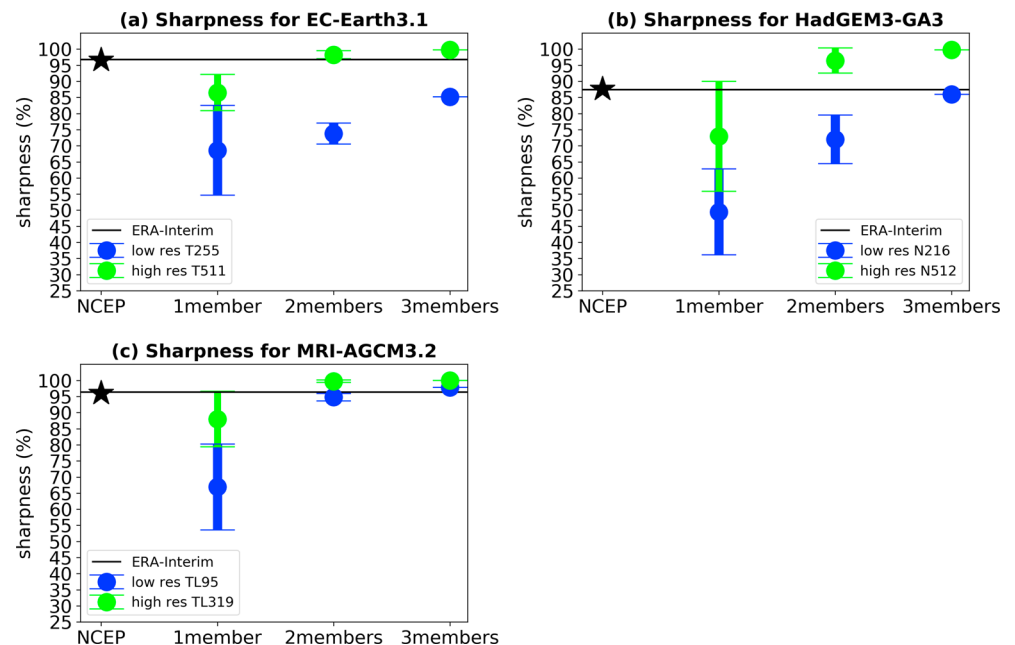 (a) Sharpness for EC-Earth3.1
100
95
90
85
80
75
70
65
60
55
50
45
40
35
30
25
sharpness (%)
ERA-Interim
low res T255
high res T511
NCEP 1member 2members 3members
(b) Sharpness for HadGEM3-GA3
100
95
90
85
80
75
70
65
60
55
50
45
40
35
30
25
sharpness (%)
ERA-Interim
low res N216
high res N512
NCEP 1member 2members 3members
(c) Sharpness for MRI-AGCM3.2
100
95
90
85
80
75
70
65
60
55
50
45
40
35
30
25
sharpness (%)
ERA-Interim
low res TL95
high res TL319
NCEP 1member 2members 3members